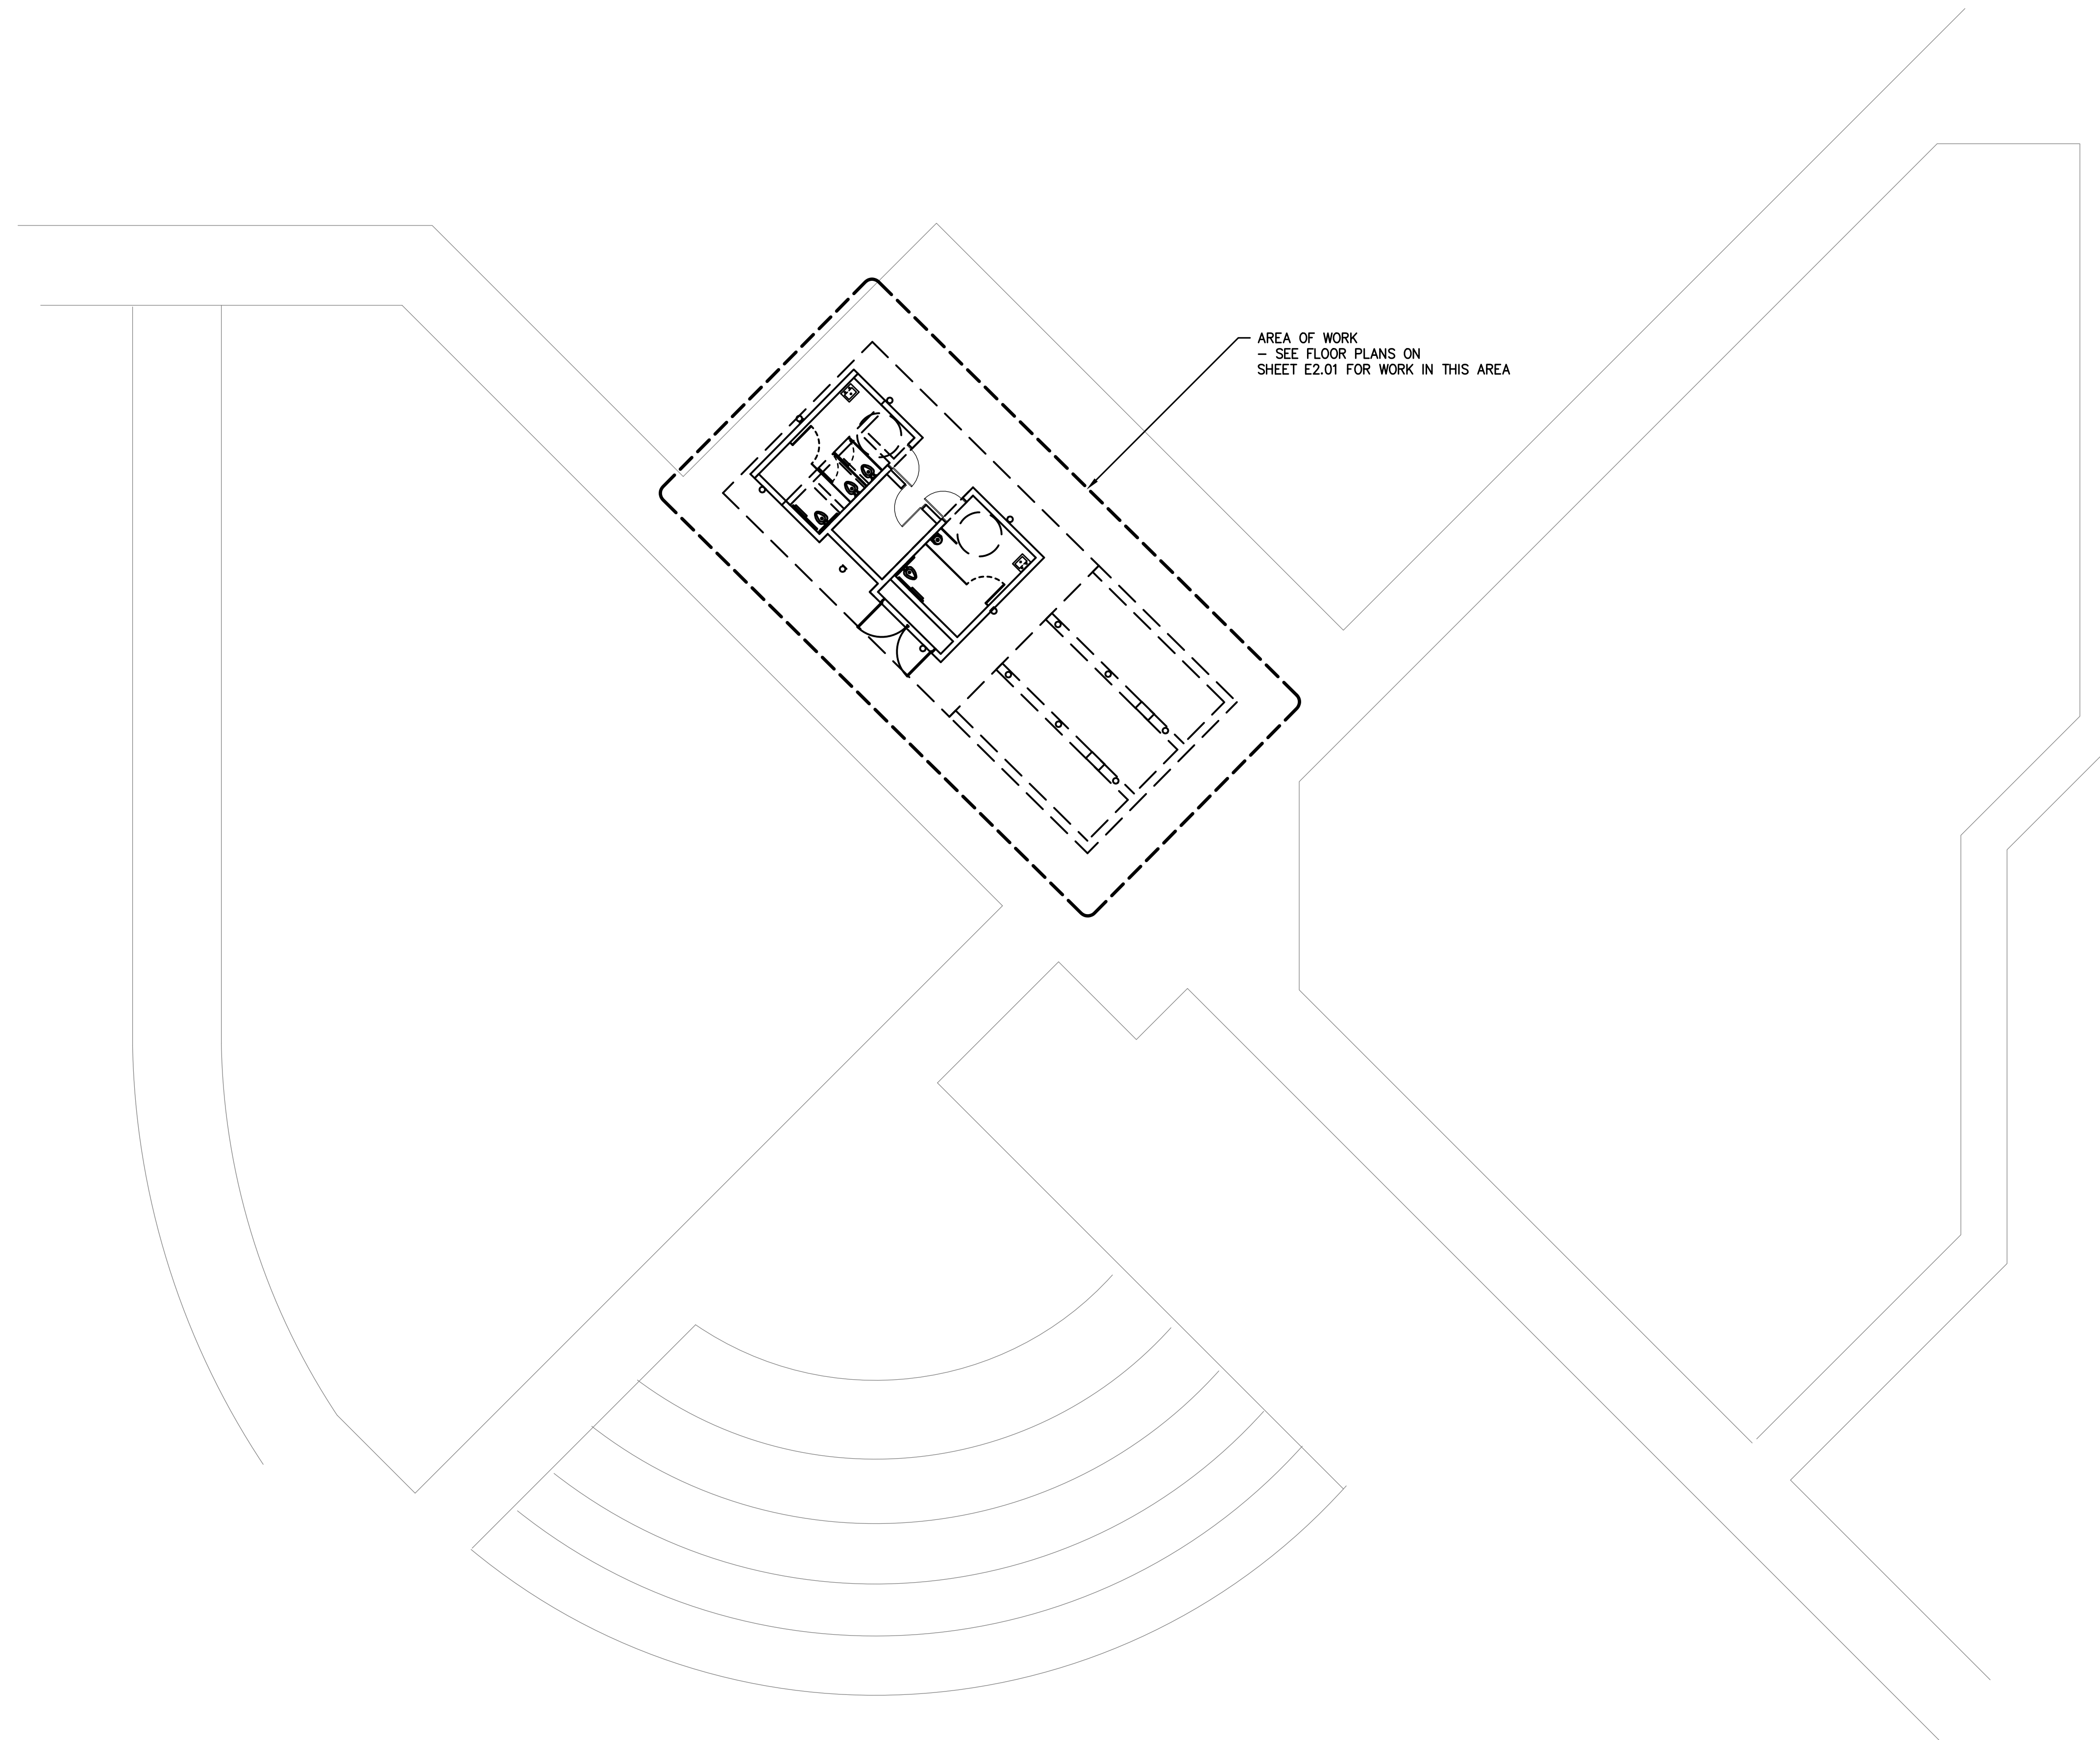 AREA OF WORK
– SEE FLOOR PLANS ON
SHEET E2.01 FOR WORK IN THIS AREA